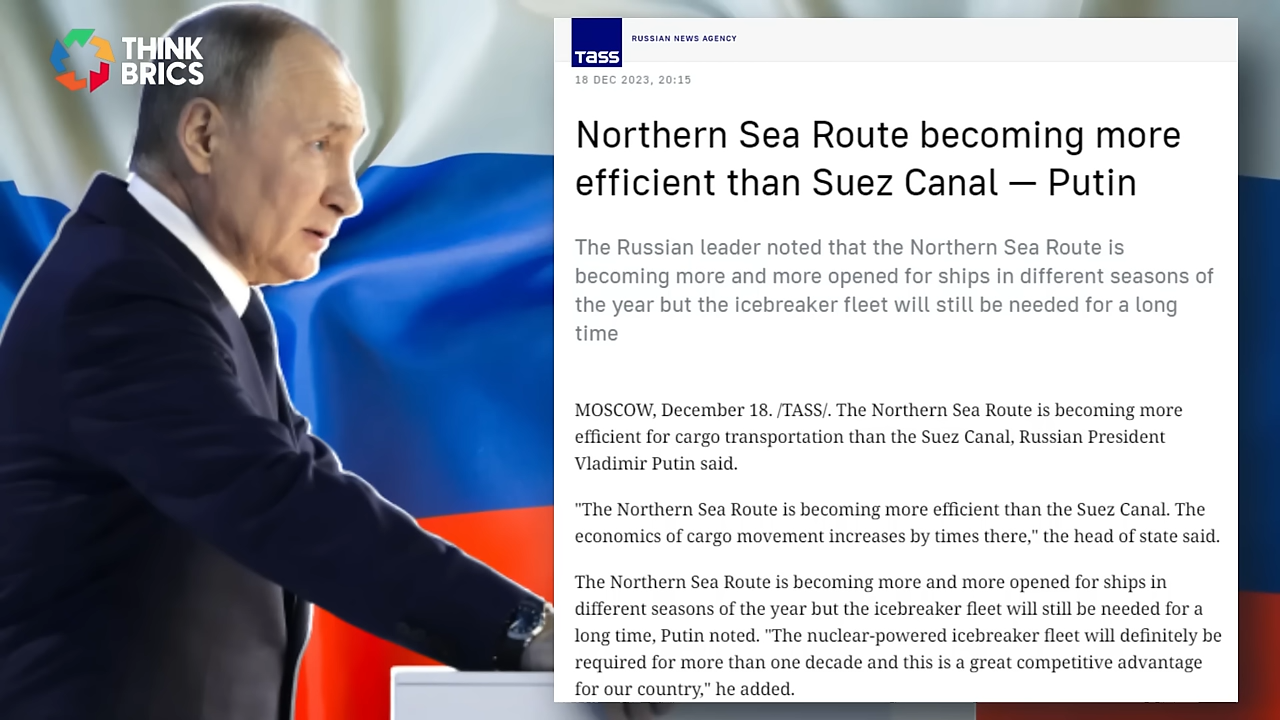 THINK
BRICS
TASS
RUSSIAN NEWS AGENCY
18 DEC 2023, 20:15
Northern Sea Route becoming more
efficient than Suez Canal — Putin
The Russian leader noted that the Northern Sea Route is
becoming more and more opened for ships in different seasons of
the year but the icebreaker fleet will still be needed for a long
time
MOSCOW, December 18. /TASS/. The Northern Sea Route is becoming more
efficient for cargo transportation than the Suez Canal, Russian President
Vladimir Putin said.
"The Northern Sea Route is becoming more efficient than the Suez Canal. The
economics of cargo movement increases by times there," the head of state said.
The Northern Sea Route is becoming more and more opened for ships in
different seasons of the year but the icebreaker fleet will still be needed for a
long time, Putin noted. "The nuclear-powered icebreaker fleet will definitely be
required for more than one decade and this is a great competitive advantage
for our country," he added.